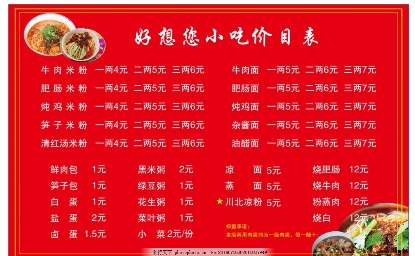 好想您小吃价目表
牛肉米粉 一两4元 二两5元 三两6元 牛肉面 一两5元 二两6元 三两7元
肥肠米粉 一两4元 二两5元 三两6元 肥肠面 一两5元 二两6元 三两7元
炖鸡米粉 一两4元 二两5元 三两6元 炖鸡面 一两5元 二两6元 三两7元
笋子米粉 一两4元 二两5元 三两6元 杂酱面 一两5元 二两6元 三两7元
清红汤米粉 一两4元 二两5元 三两6元 油醋面 一两5元 二两6元 三两7元
鲜肉包 1元 黑米粥 2元 凉面 5元 烧肥肠 12元
笋子包 1元 绿豆粥 1元 蒸面 5元 烧牛肉 12元
白蛋 1元 花生粥 1元 ★川北凉粉 5元 粉蒸肉 12元
盐蛋 2元 菜叶粥 1元 烧白 12元
卤蛋 1.5元 小菜 2元/份
郑重承诺：